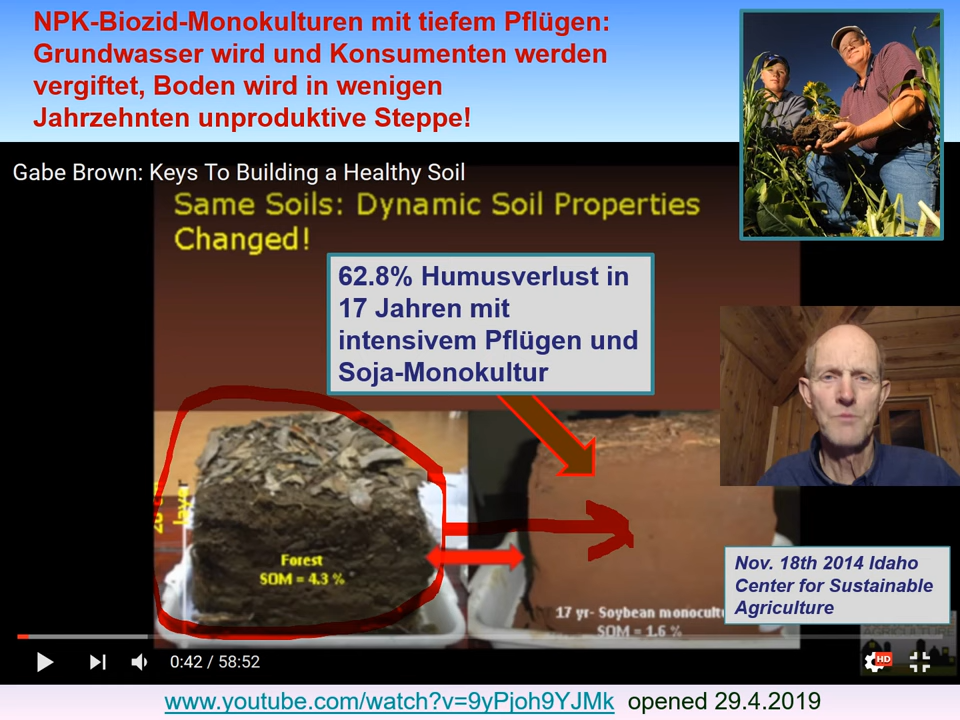 NPK-Biozid-Monokulturen mit tiefem Pflügen:
Grundwasser wird und Konsumenten werden
vergiftet, Boden wird in wenigen
Jahrzehnten unproduktive Steppe!
Gabe Brown: Keys To Building a Healthy Soil
Same Soils: Dynamic Soil Properties
Changed!
62.8% Humusverlust in
17 Jahren mit
intensivem Pflügen und
Soja-Monokultur
layer
Forest
SOM = 4.3 %
17 yr- Soybean monocultu
SOM = 1.6 %
Nov. 18th 2014 Idaho
Center for Sustainable
Agriculture
AGRICULTURE
0:42 / 58:52
HD
www.youtube.com/watch?v=9yPjoh9YJMk opened 29.4.2019